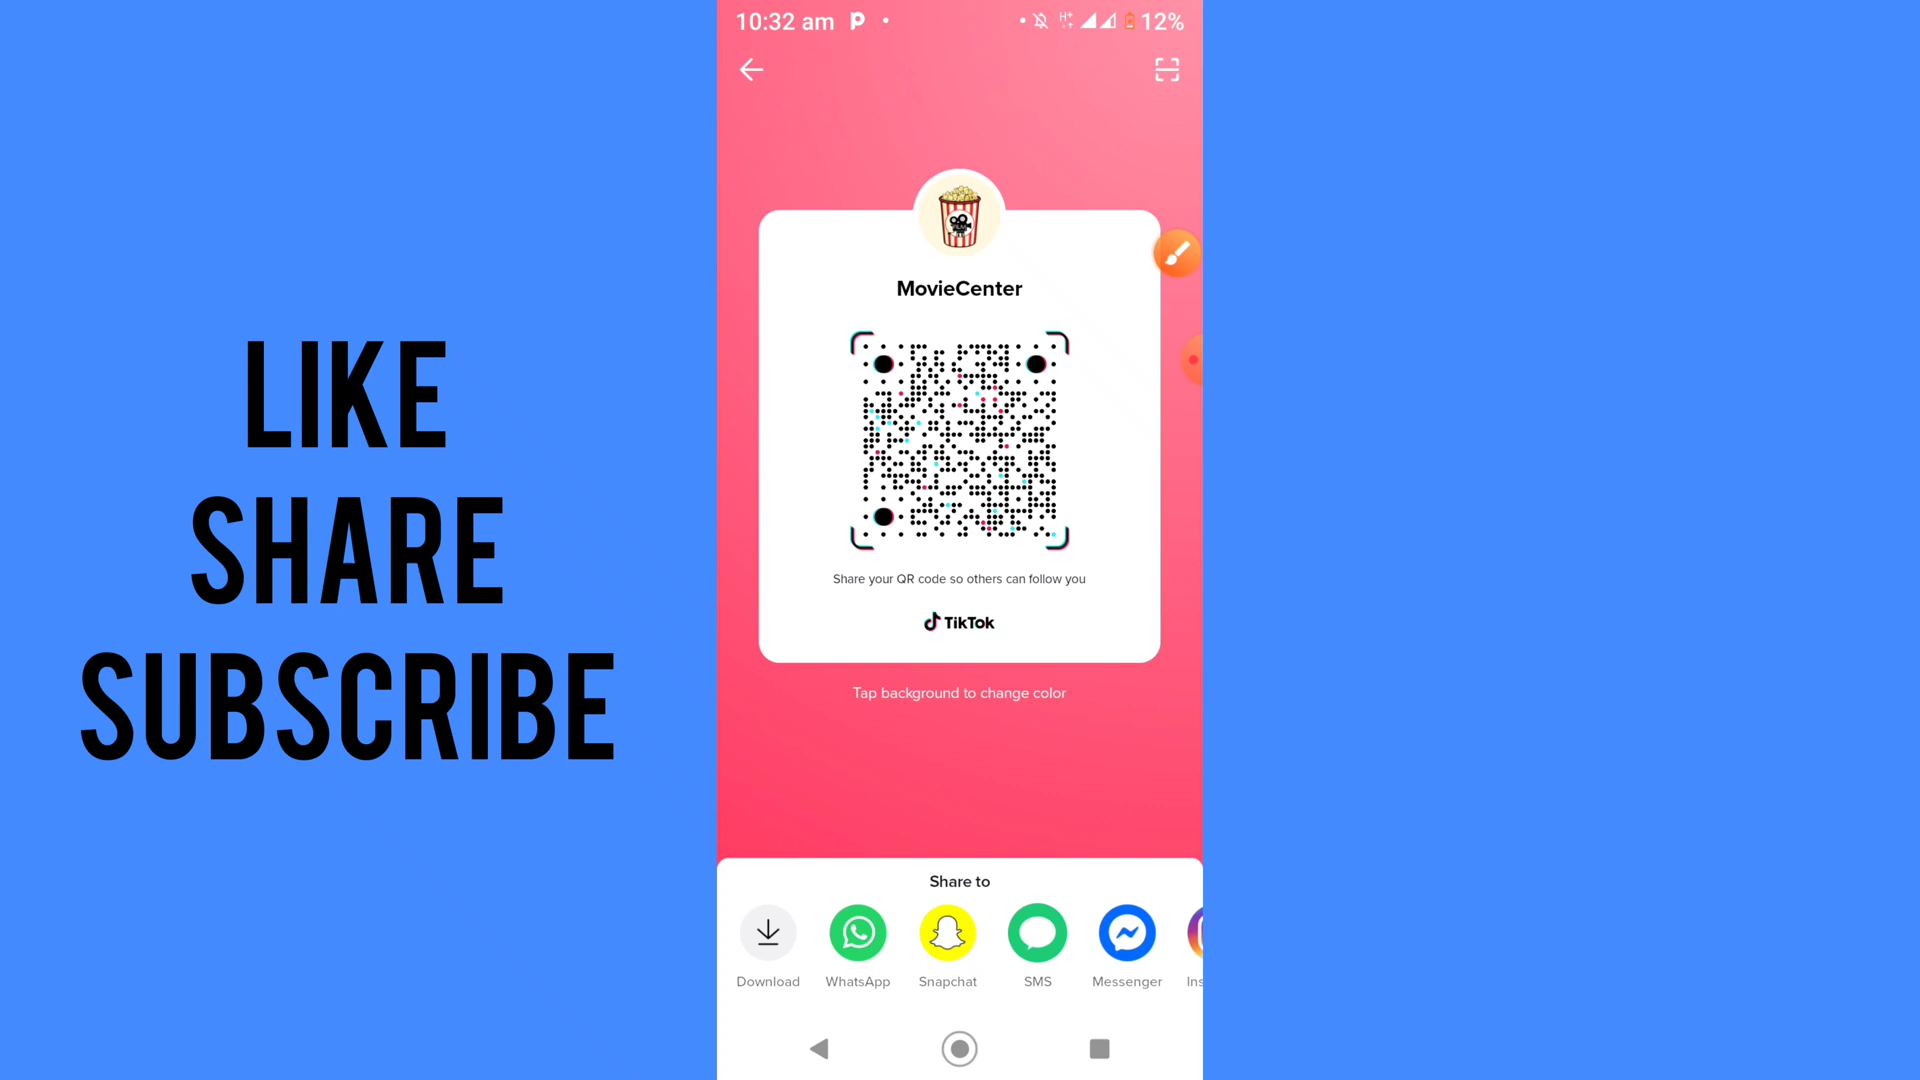 10:32 am
12%
LIKE
SHARE
SUBSCRIBE
MovieCenter
Share your QR code so others can follow you
TikTok
Tap background to change color
Share to
Download
WhatsApp
Snapchat
SMS
Messenger
Ins